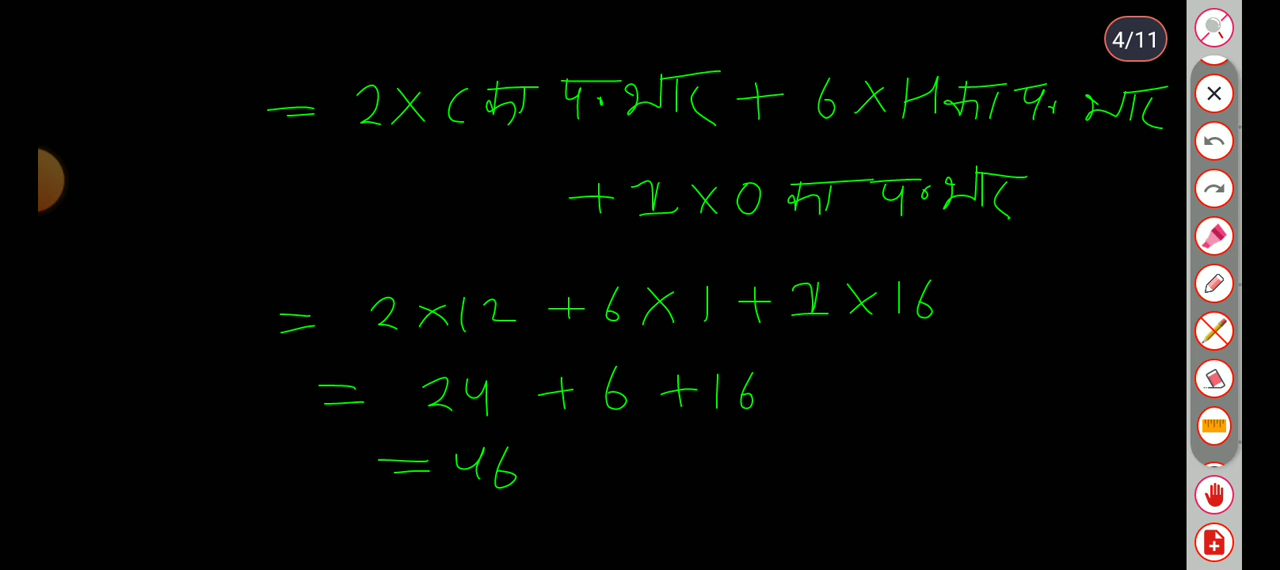 4/11
= 2 × C का प. भार + 6 × H का प. भार
+ 1 × O का प. भार
= 2 × 12 + 6 × 1 + 1 × 16
= 24 + 6 + 16
= 46